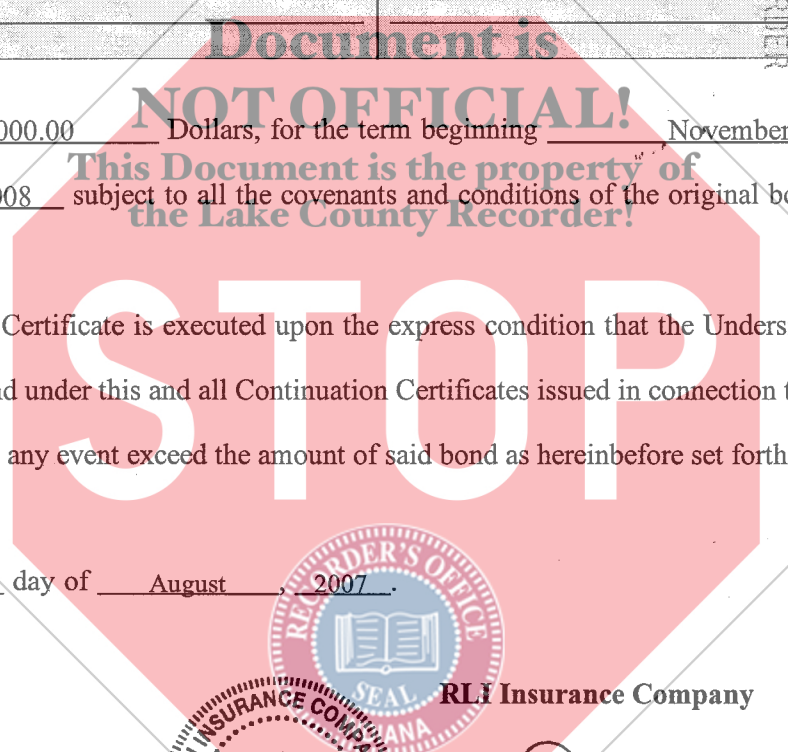 RDER
Document is
NOT OFFICIAL!
000.00 Dollars, for the term beginning November
This Document is the property of
08 subject to all the covenants and conditions of the original
the Lake County Recorder!
STOP
Certificate is executed upon the express condition that the
under this and all Continuation Certificates issued in connection
any event exceed the amount of said bond as hereinbefore set forth
day of August, 2007.
RECORDER'S OFFICE
SEAL
INDIANA
RLI Insurance Company
INSURANCE COMPA